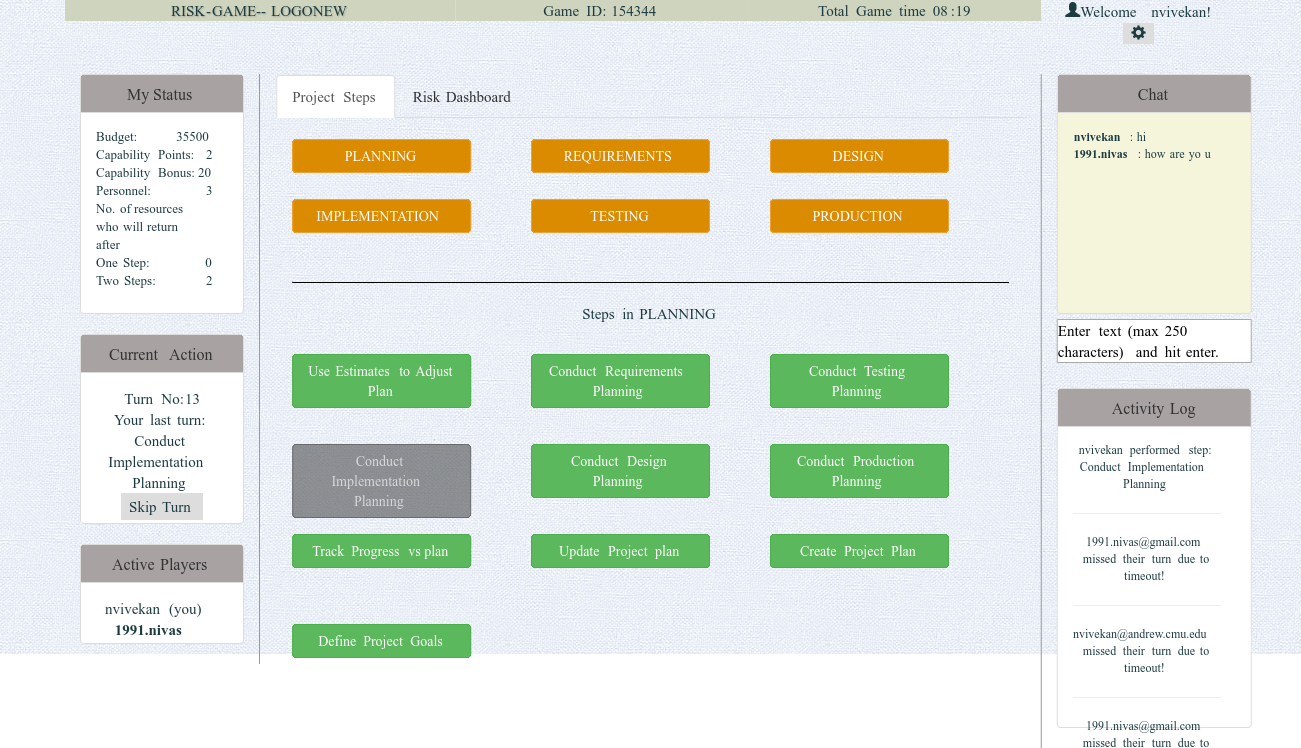 RISK-GAME-- LOGONEW
Game ID: 154344
Total Game time 08:19
Welcome nvivekan!
My Status
Budget: 35500
Capability Points: 2
Capability Bonus: 20
Personnel: 3
No. of resources
who will return
after
One Step: 0
Two Steps: 2
Current Action
Turn No:13
Your last turn:
Conduct
Implementation
Planning
Skip Turn
Active Players
nvivekan (you)
1991.nivas
Project Steps
Risk Dashboard
PLANNING
REQUIREMENTS
DESIGN
IMPLEMENTATION
TESTING
PRODUCTION
Steps in PLANNING
Use Estimates to Adjust
Plan
Conduct Requirements
Planning
Conduct Testing
Planning
Conduct
Implementation
Planning
Conduct Design
Planning
Conduct Production
Planning
Track Progress vs plan
Update Project plan
Create Project Plan
Define Project Goals
Chat
nvivekan : hi
1991.nivas : how are yo u
Enter text (max 250
characters) and hit enter.
Activity Log
nvivekan performed step:
Conduct Implementation
Planning
1991.nivas@gmail.com
missed their turn due to
timeout!
nvivekan@andrew.cmu.edu
missed their turn due to
timeout!
1991.nivas@gmail.com
missed their turn due to